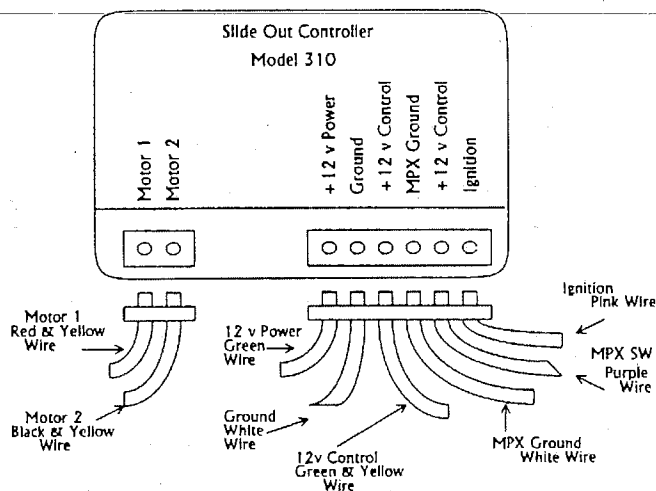 Slide Out Controller
Model 310
Motor 1
Motor 2
+ 12 v Power
Ground
+ 12 v Control
MPX Ground
+ 12 v Control
Ignition
Motor 1
Red & Yellow
Wire
Motor 2
Black & Yellow
Wire
12 v Power
Green
Wire
Ground
White
Wire
12v Control
Green & Yellow
Wire
Ignition
Pink Wire
MPX SW
Purple
Wire
MPX Ground
White Wire